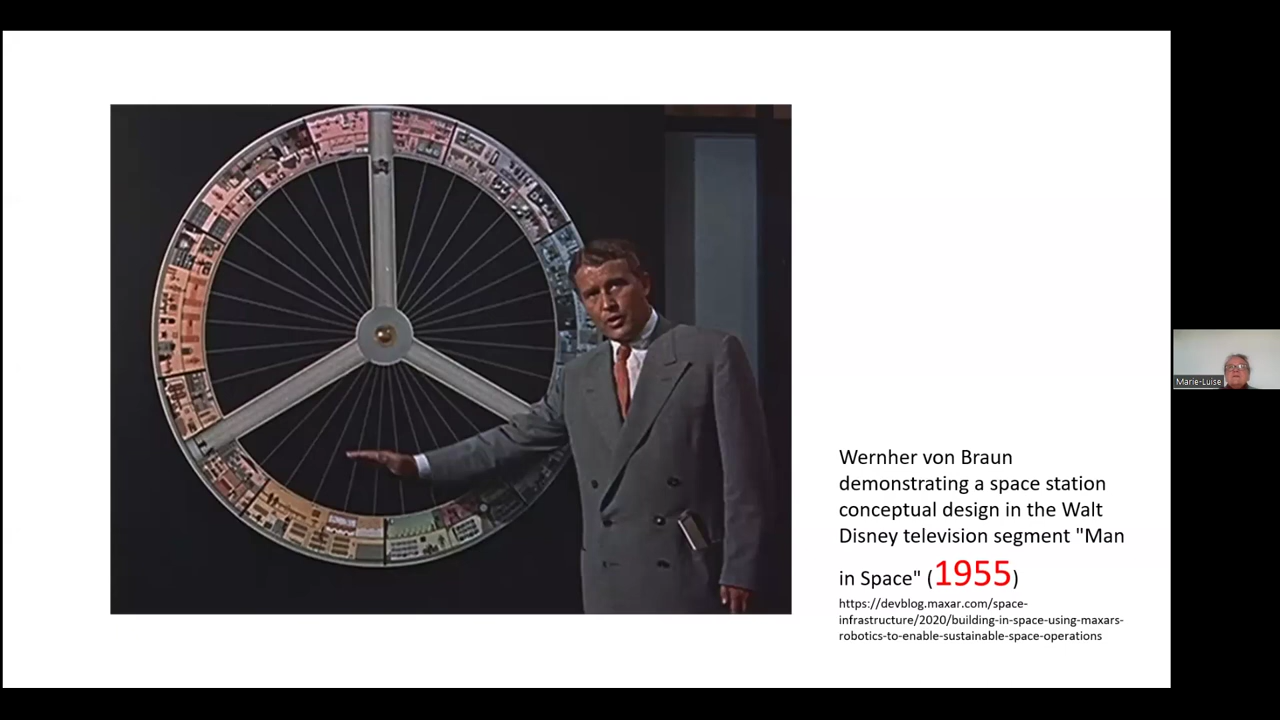 Wernher von Braun
demonstrating a space station
conceptual design in the Walt
Disney television segment "Man
in Space" (1955)
https://devblog.maxar.com/space-
infrastructure/2020/building-in-space-using-maxars-
robotics-to-enable-sustainable-space-operations
Marie-Luise